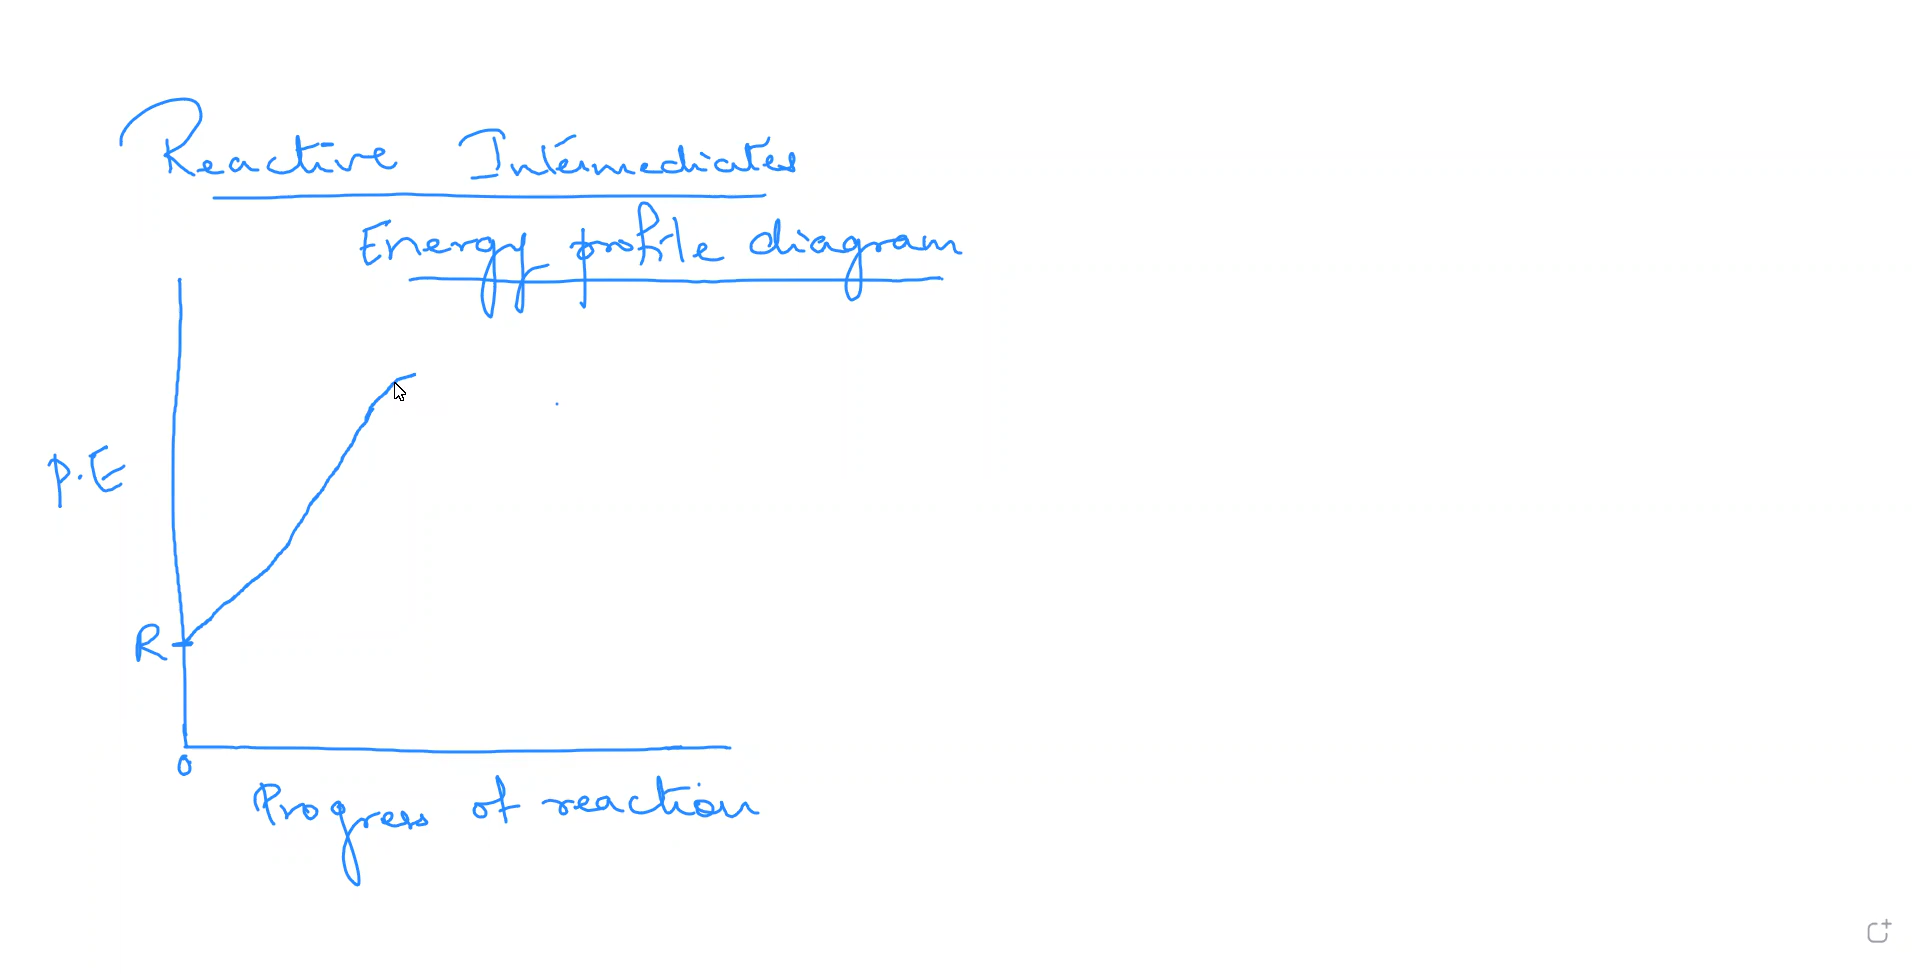 Reactive Intermediates
Energy profile diagram
P.E
R
0
Progress of reaction